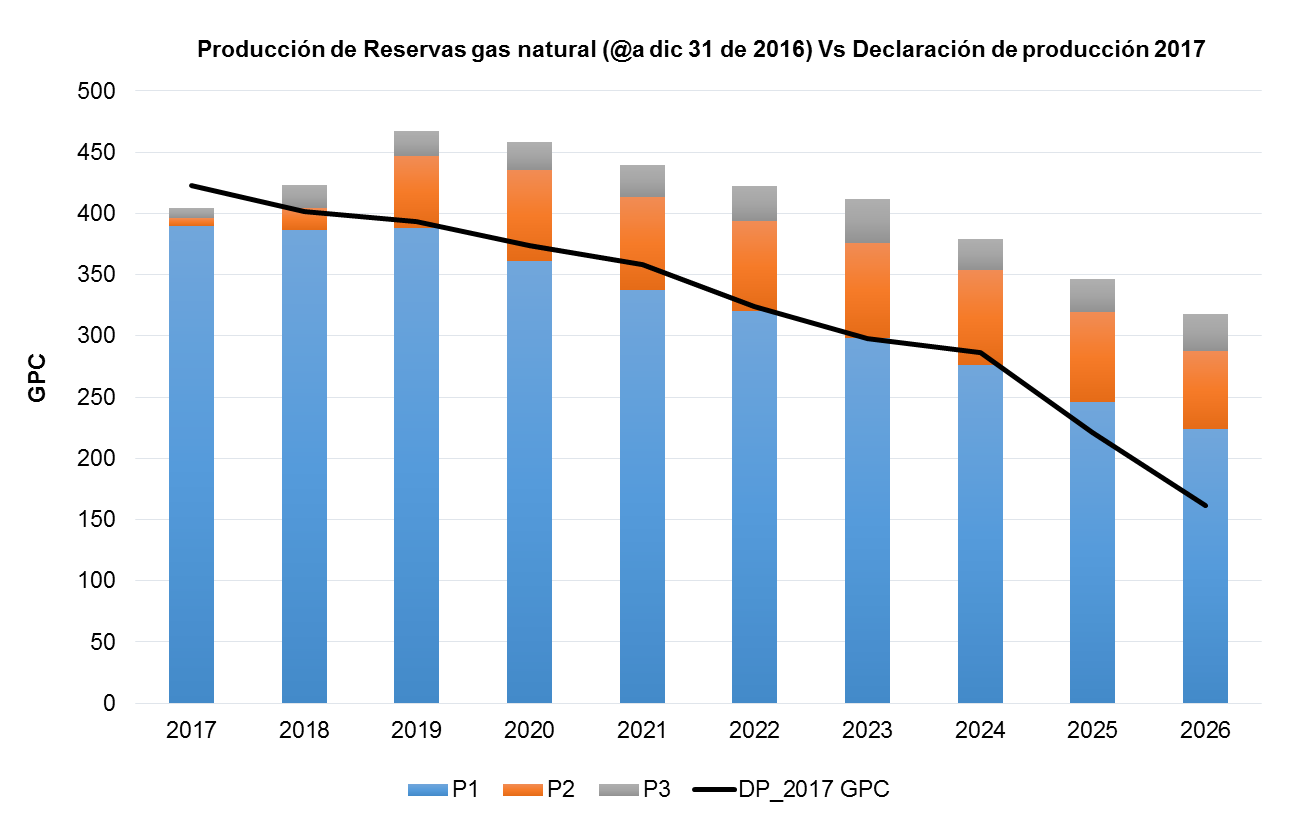 Producción de Reservas gas natural (@a dic 31 de 2016) Vs Declaración de producción 2017
500
450
400
350
300
250
200
150
100
50
0
GPC
2017 2018 2019 2020 2021 2022 2023 2024 2025 2026
P1 P2 P3 DP_2017 GPC